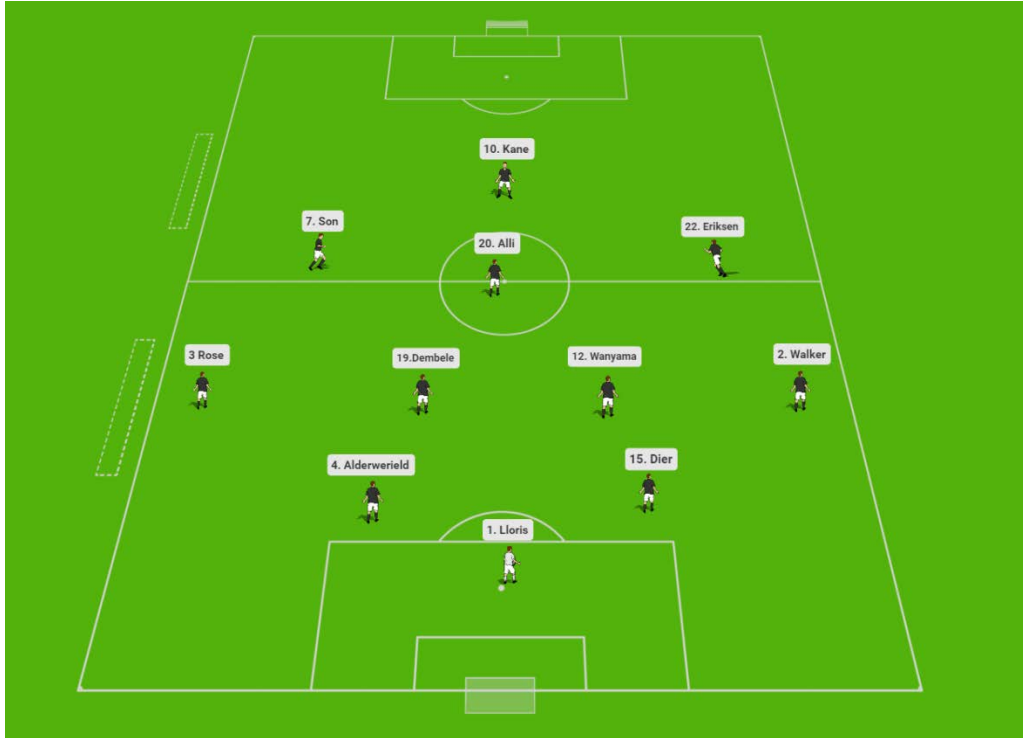 10. Kane
7. Son
22. Eriksen
20. Alli
3 Rose
19.Dembele
12. Wanyama
2. Walker
4. Alderwerield
15. Dier
1. Lloris